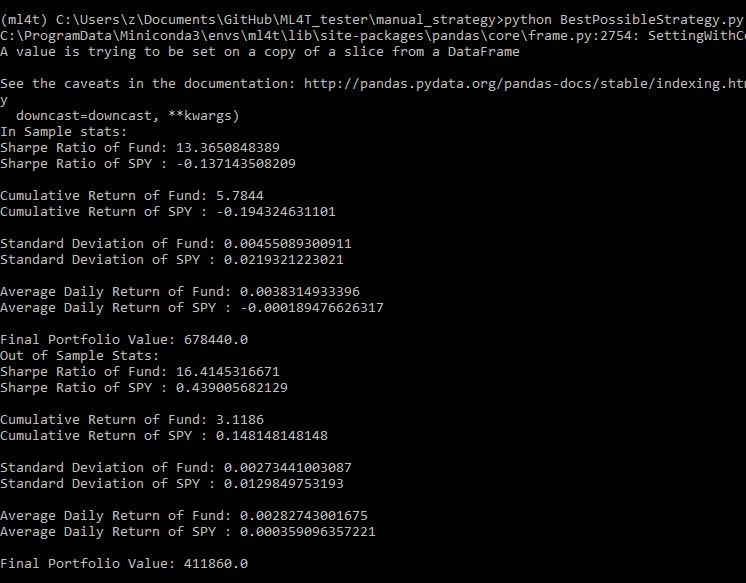 (ml4t) C:\Users\z\Documents\GitHub\ML4T_tester\manual_strategy>python BestPossibleStrategy.py
C:\ProgramData\Miniconda3\envs\ml4t\lib\site-packages\pandas\core\frame.py:2754: SettingWithC
A value is trying to be set on a copy of a slice from a DataFrame
See the caveats in the documentation: http://pandas.pydata.org/pandas-docs/stable/indexing.htm
y
downcast=downcast, **kwargs)
In Sample stats:
Sharpe Ratio of Fund: 13.3650848389
Sharpe Ratio of SPY : -0.137143508209
Cumulative Return of Fund: 5.7844
Cumulative Return of SPY : -0.194324631101
Standard Deviation of Fund: 0.00455089300911
Standard Deviation of SPY : 0.0219321223021
Average Daily Return of Fund: 0.0038314933396
Average Daily Return of SPY : -0.000189476626317
Final Portfolio Value: 678440.0
Out of Sample Stats:
Sharpe Ratio of Fund: 16.4145316671
Sharpe Ratio of SPY : 0.439005682129
Cumulative Return of Fund: 3.1186
Cumulative Return of SPY : 0.148148148148
Standard Deviation of Fund: 0.00273441003087
Standard Deviation of SPY : 0.0129849753193
Average Daily Return of Fund: 0.00282743001675
Average Daily Return of SPY : 0.000359096357221
Final Portfolio Value: 411860.0